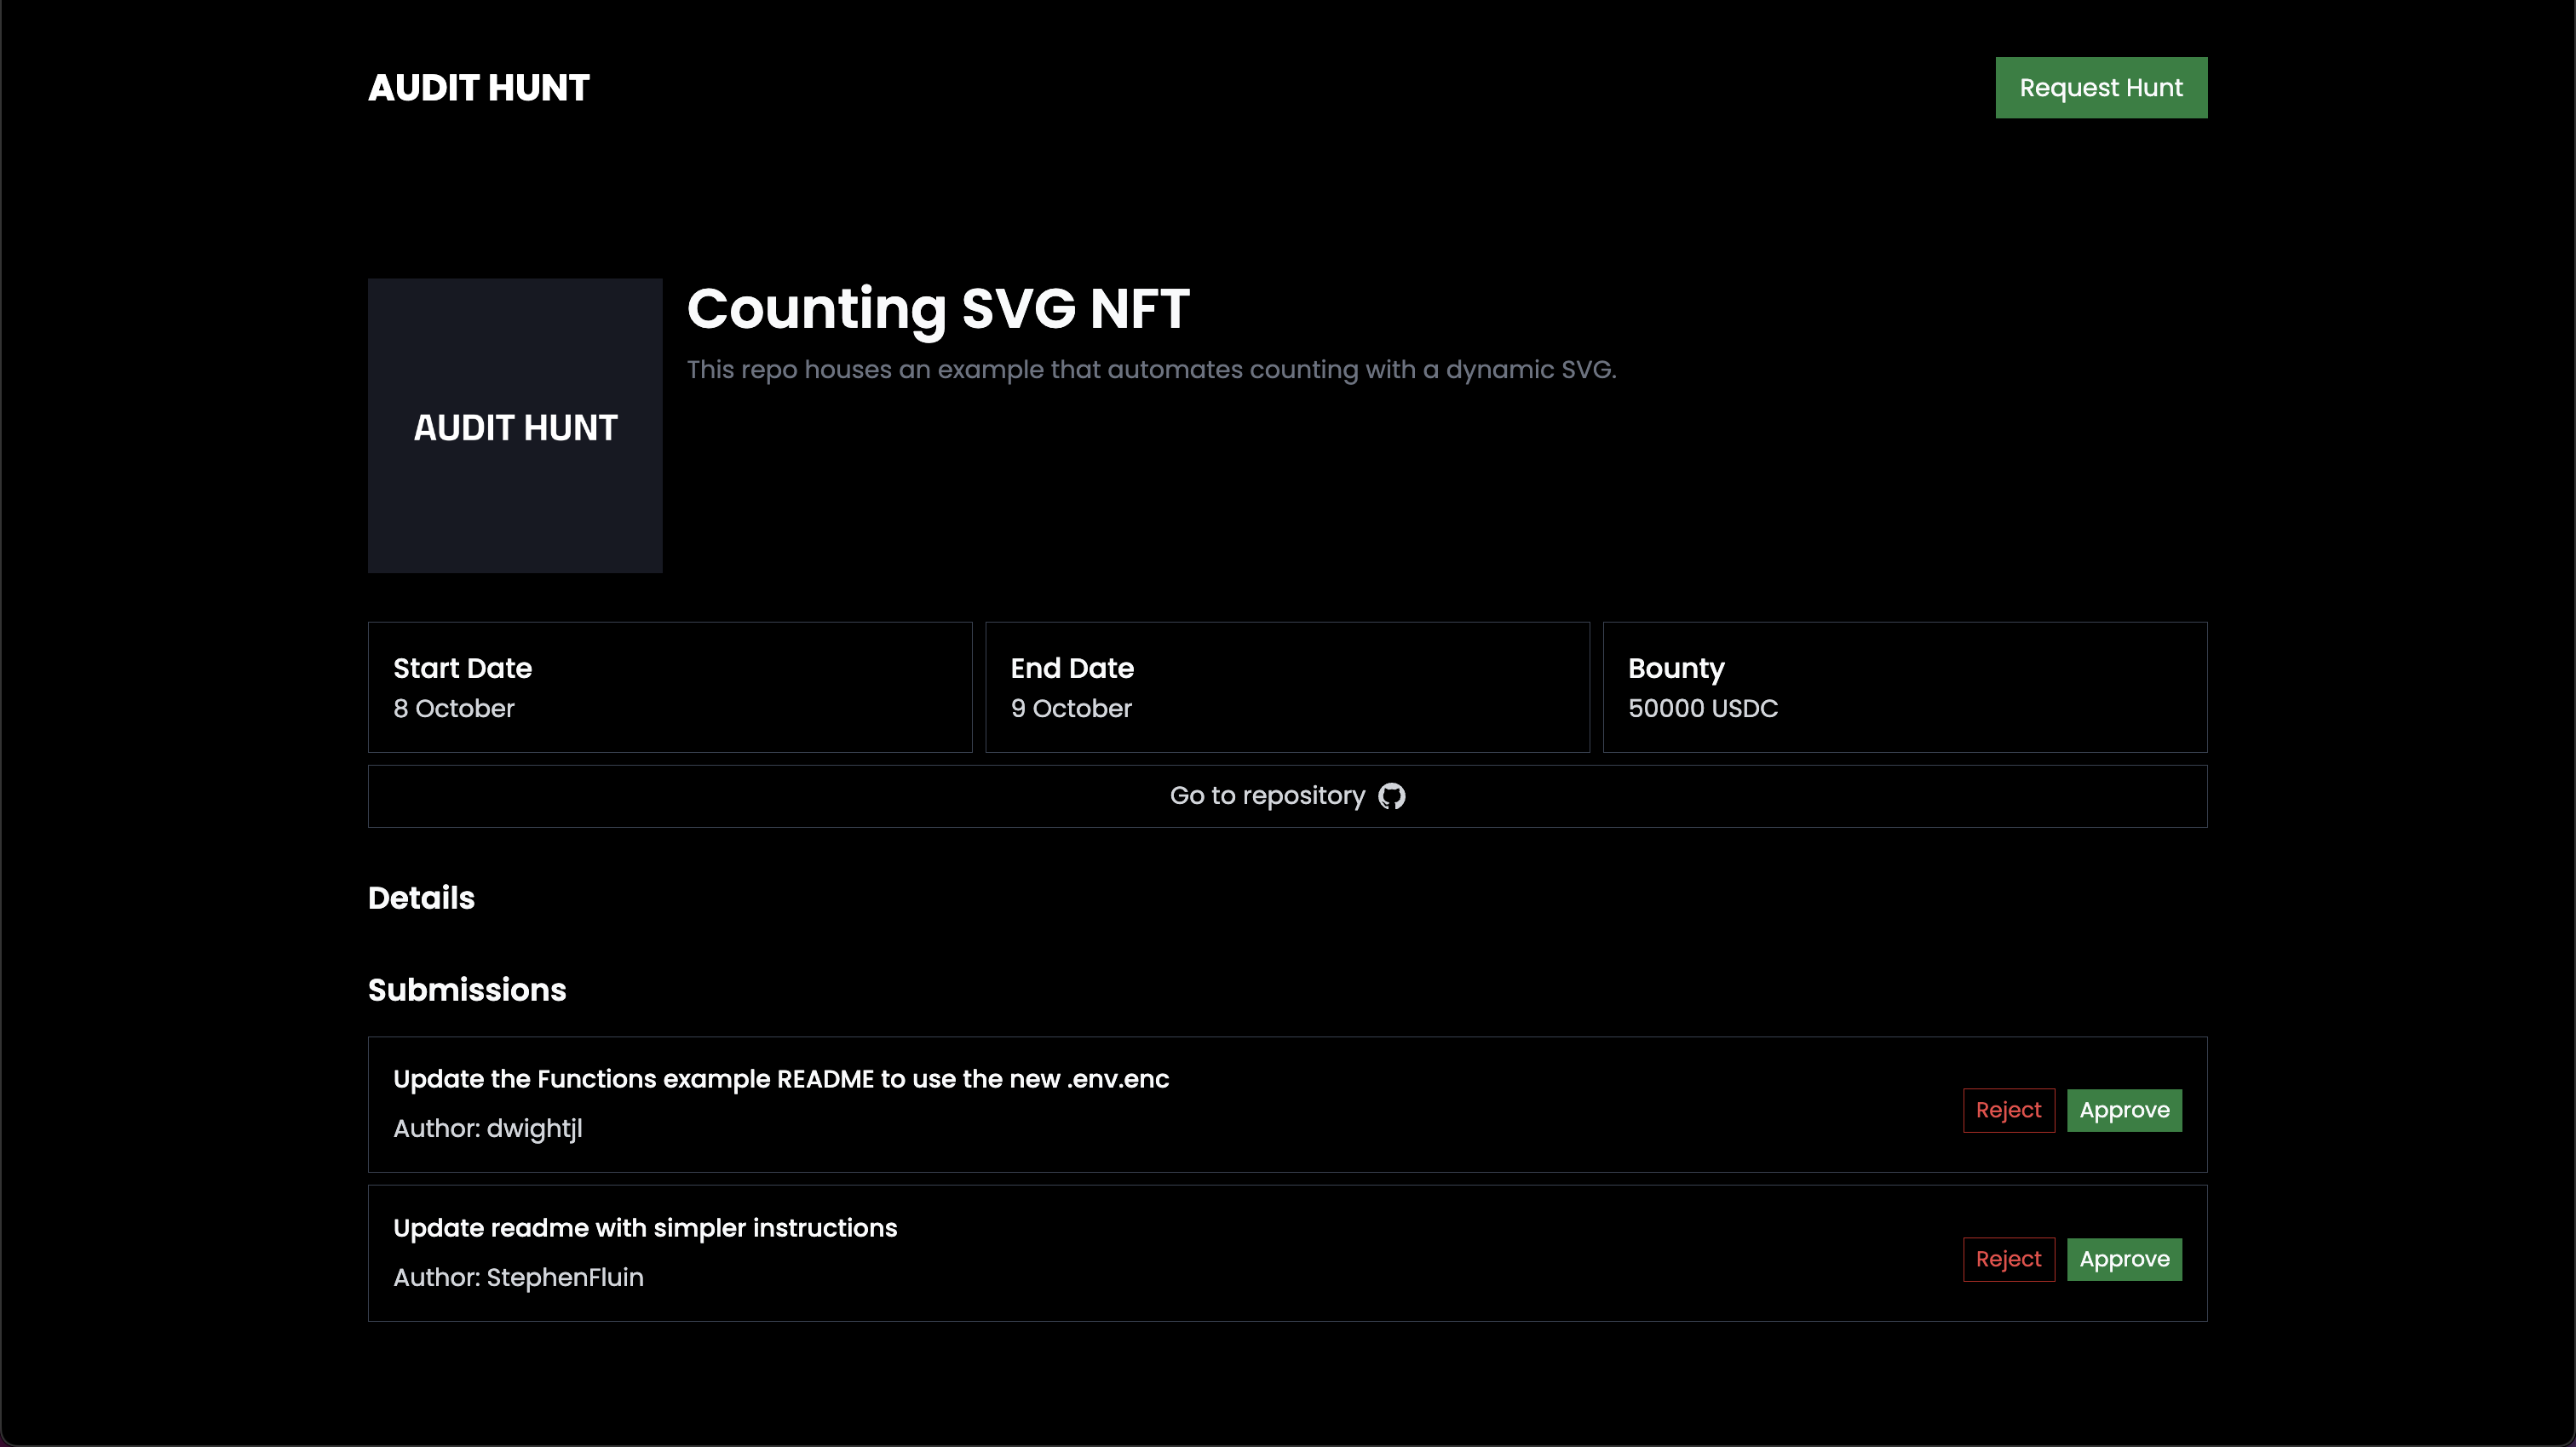 AUDIT HUNT
Request Hunt
AUDIT HUNT
Counting SVG NFT
This repo houses an example that automates counting with a dynamic SVG.
Start Date
8 October
End Date
9 October
Bounty
50000 USDC
Go to repository
Details
Submissions
Update the Functions example README to use the new .env.enc
Author: dwightjl
Reject
Approve
Update readme with simpler instructions
Author: StephenFluin
Reject
Approve